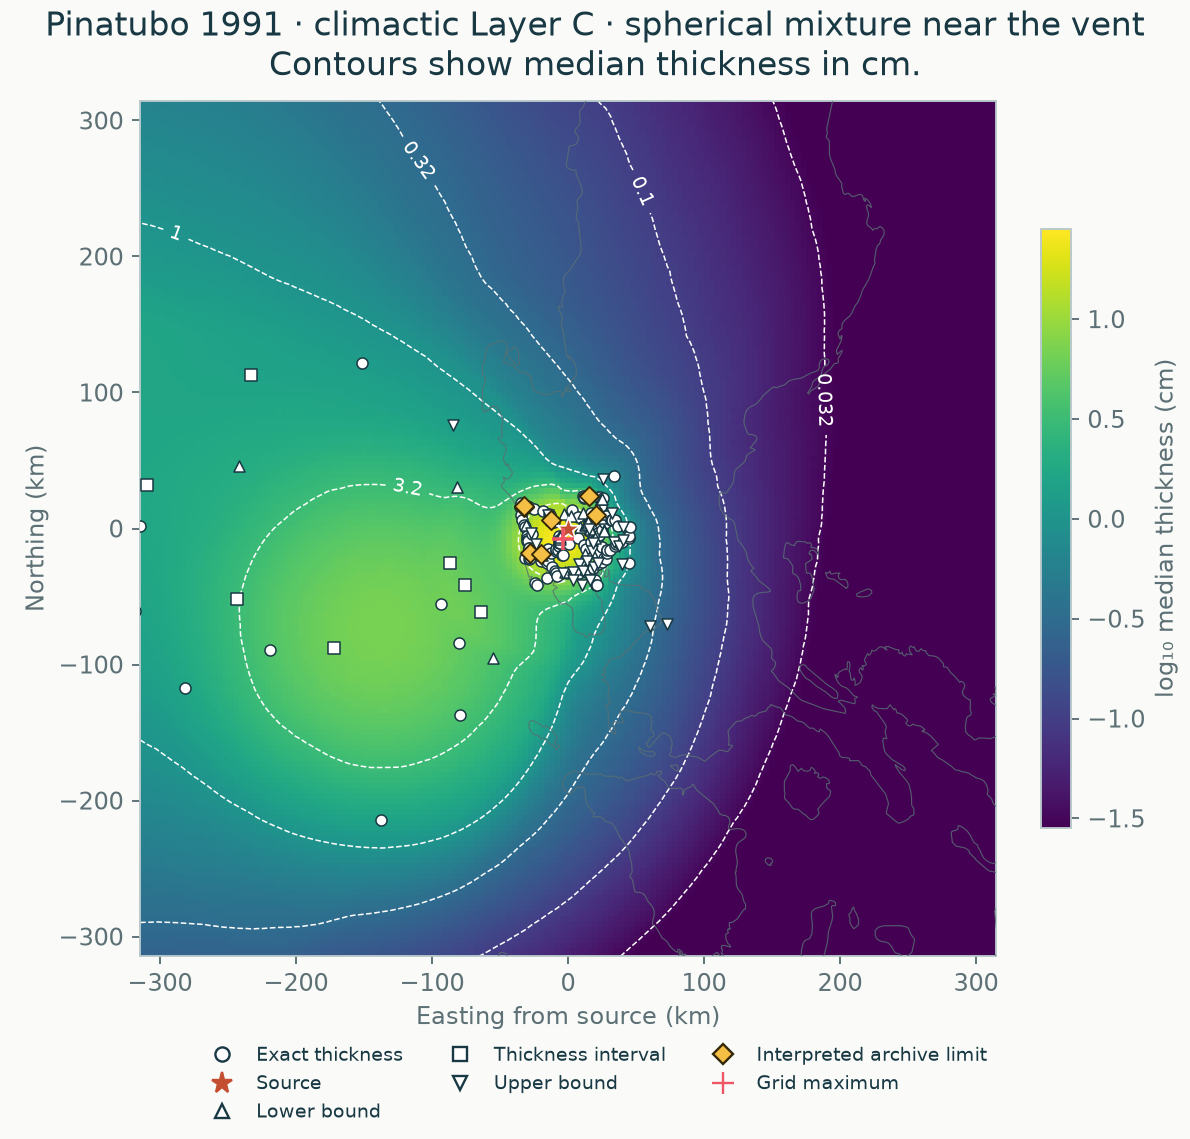 Pinatubo 1991 · climactic Layer C · spherical mixture near the vent
Contours show median thickness in cm.
Northing (km)
300
200
100
0
−100
−200
−300
0.32
0.1
1
0.032
3.2
−300
−200
−100
0
100
200
300
Easting from source (km)
1.0
0.5
0.0
−0.5
−1.0
−1.5
log₁₀ median thickness (cm)
Exact thickness
Thickness interval
Interpreted archive limit
Source
Upper bound
Grid maximum
Lower bound